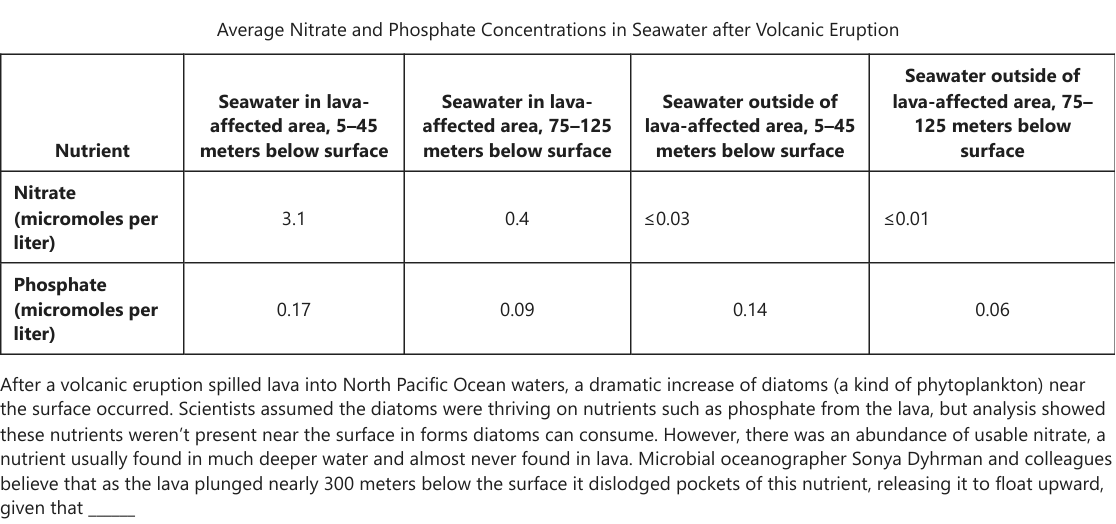 Average Nitrate and Phosphate Concentrations in Seawater after Volcanic Eruption
Nutrient
Seawater in lava-
affected area, 5–45
meters below surface
Seawater in lava-
affected area, 75–125
meters below surface
Seawater outside of
lava-affected area, 5–45
meters below surface
Seawater outside of
lava-affected area, 75–
125 meters below
surface
Nitrate
(micromoles per
liter)
3.1
0.4
≤0.03
≤0.01
Phosphate
(micromoles per
liter)
0.17
0.09
0.14
0.06
After a volcanic eruption spilled lava into North Pacific Ocean waters, a dramatic increase of diatoms (a kind of phytoplankton) near
the surface occurred. Scientists assumed the diatoms were thriving on nutrients such as phosphate from the lava, but analysis showed
these nutrients weren’t present near the surface in forms diatoms can consume. However, there was an abundance of usable nitrate, a
nutrient usually found in much deeper water and almost never found in lava. Microbial oceanographer Sonya Dyhrman and colleagues
believe that as the lava plunged nearly 300 meters below the surface it dislodged pockets of this nutrient, releasing it to float upward,
given that _____